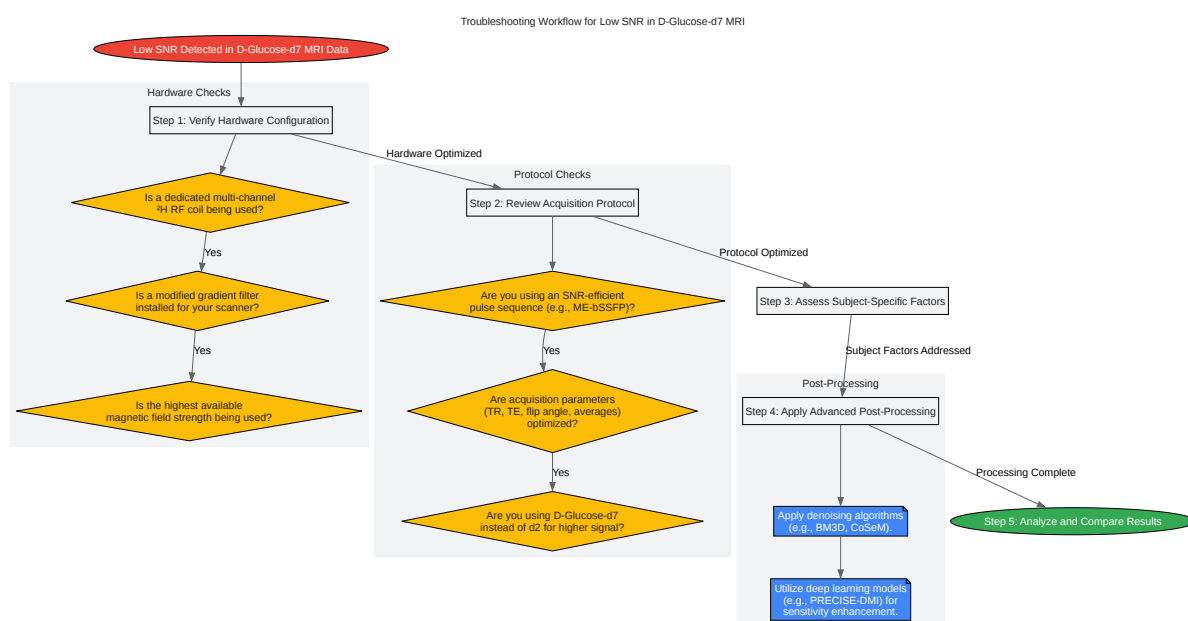 Troubleshooting Workflow for Low SNR in D-Glucose-d7 MRI
Low SNR Detected in D-Glucose-d7 MRI Data
Hardware Checks
Step 1: Verify Hardware Configuration
Hardware Optimized
Is a dedicated multi-channel
²H RF coil being used?
Yes
Is a modified gradient filter
installed for your scanner?
Yes
Is the highest available
magnetic field strength being used?
Protocol Checks
Step 2: Review Acquisition Protocol
Protocol Optimized
Are you using an SNR-efficient
pulse sequence (e.g., ME-bSSFP)?
Yes
Are acquisition parameters
(TR, TE, flip angle, averages)
optimized?
Yes
Are you using D-Glucose-d7
instead of d2 for higher signal?
Step 3: Assess Subject-Specific Factors
Subject Factors Addressed
Post-Processing
Step 4: Apply Advanced Post-Processing
Processing Complete
Apply denoising algorithms
(e.g., BM3D, CoSeM).
Utilize deep learning models
(e.g., PRECISE-DMI) for
sensitivity enhancement.
Step 5: Analyze and Compare Results